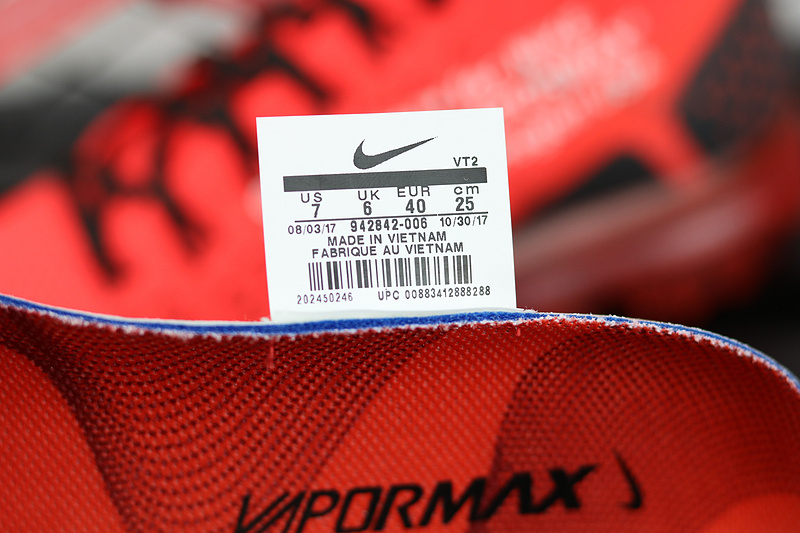 VT2
US UK EUR cm
7 6 40 25
08/03/17 942842-006 10/30/17
MADE IN VIETNAM
FABRIQUE AU VIETNAM
202450246 UPC 00883412888288
VAPORMAX